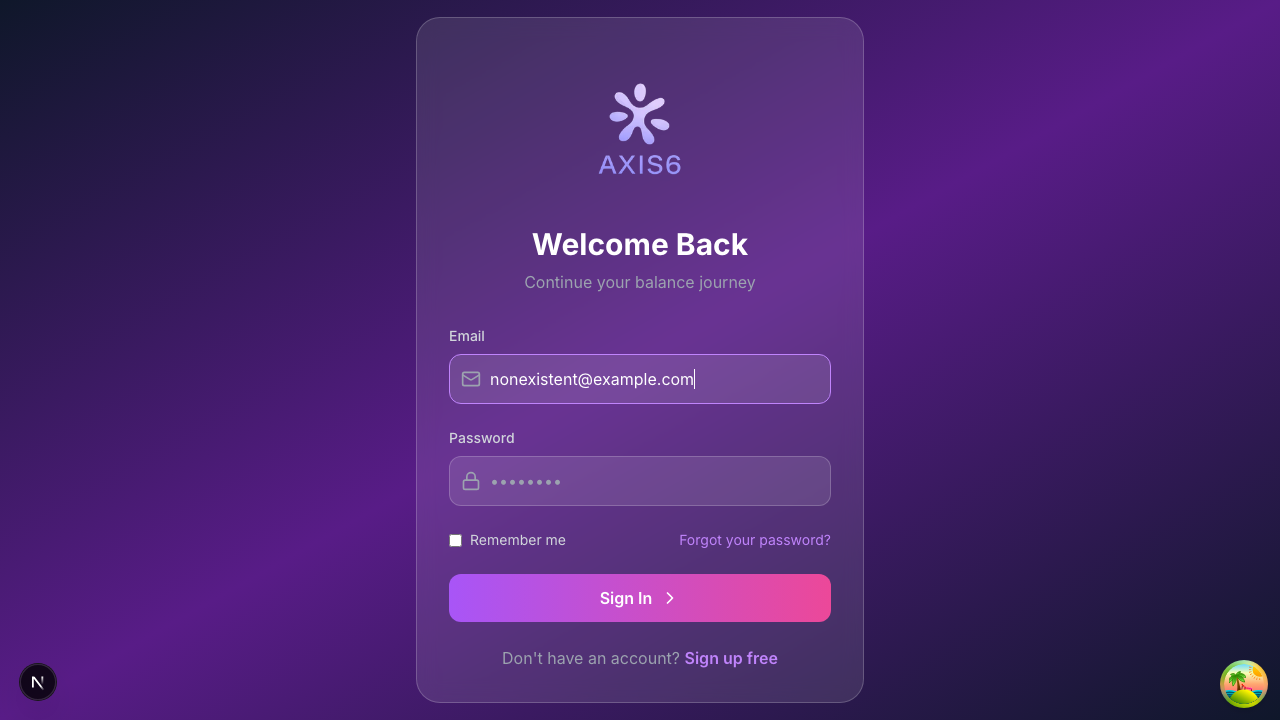 AXIS6
Welcome Back
Continue your balance journey
Email
nonexistent@example.com
Password
••••••••
Remember me
Forgot your password?
Sign In
Don't have an account? Sign up free
N